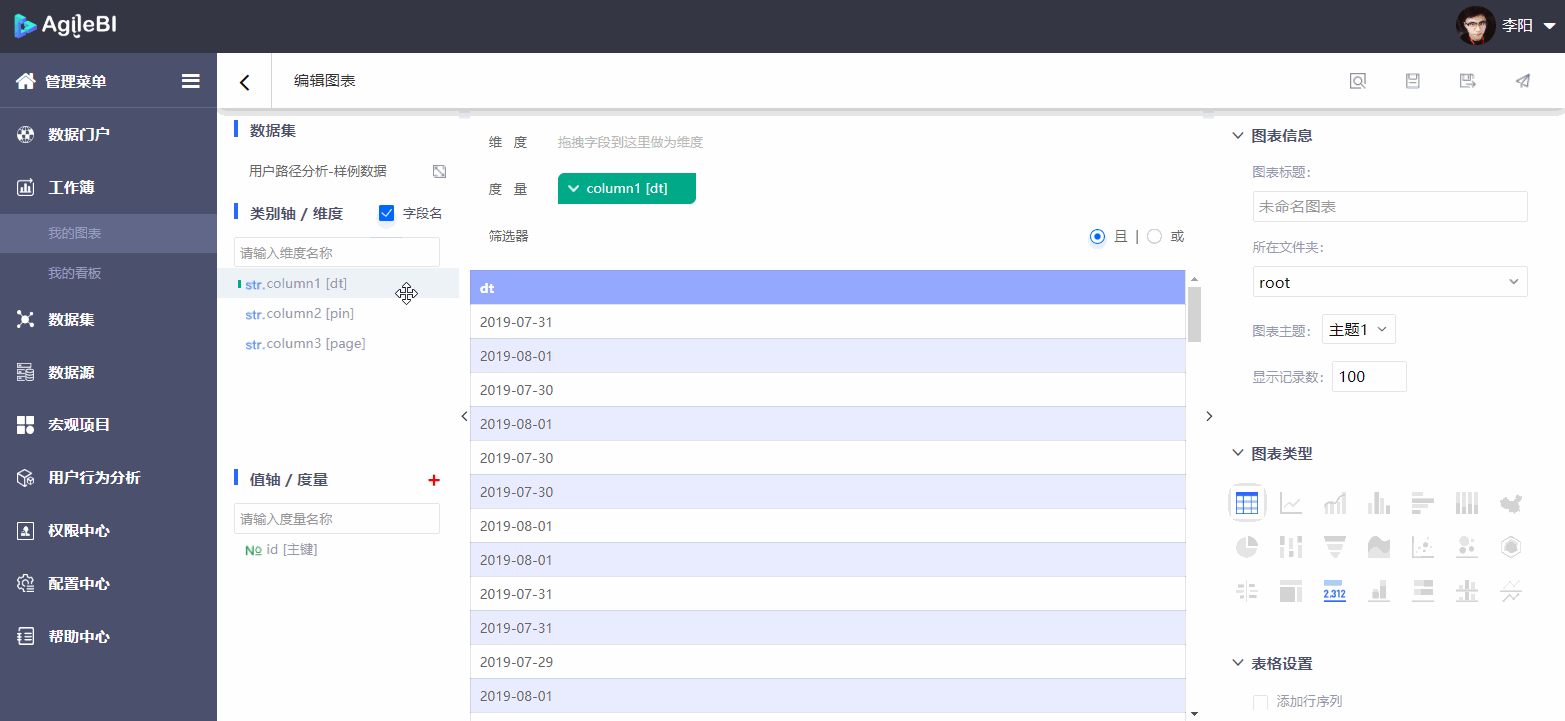 AgileBI
李阳
管理菜单
数据门户
工作簿
我的图表
我的看板
数据集
数据源
宏观项目
用户行为分析
权限中心
配置中心
帮助中心
编辑图表
数据集
用户路径分析-样例数据
类别轴 / 维度
字段名
请输入维度名称
str. column1 [dt]
str. column2 [pin]
str. column3 [page]
值轴 / 度量
+
请输入度量名称
№ id [主键]
维 度
拖拽字段到这里做为维度
度 量
column1 [dt]
筛选器
且 | 或
dt
2019-07-31
2019-08-01
2019-07-30
2019-08-01
2019-07-30
2019-07-30
2019-08-01
2019-08-01
2019-07-31
2019-07-31
2019-07-29
2019-08-01
图表信息
图表标题:
未命名图表
所在文件夹:
root
图表主题:
主题1
显示记录数:
100
图表类型
2,312
表格设置
添加行序列